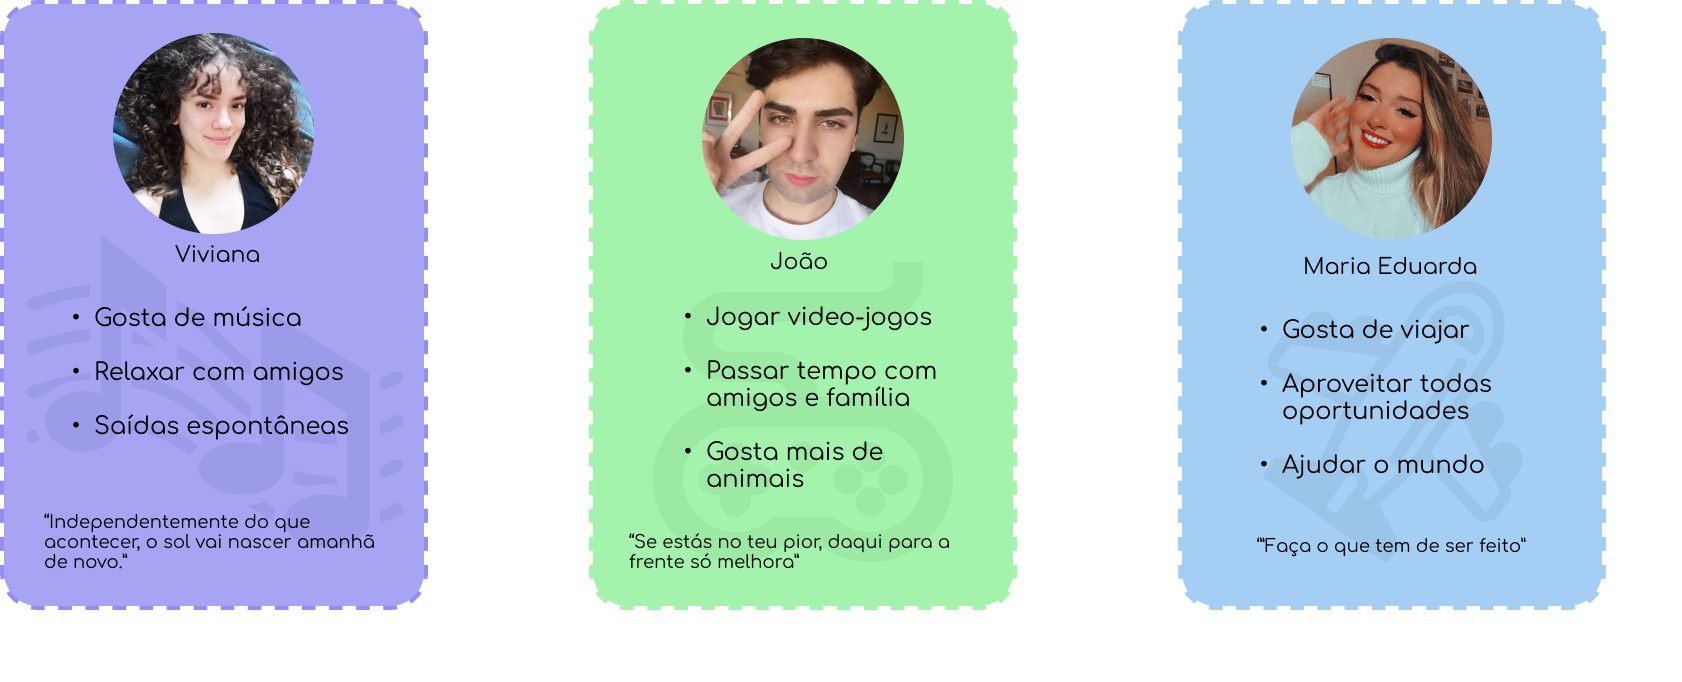 Viviana
• Gosta de música
• Relaxar com amigos
• Saídas espontâneas
“Independentemente do que
acontecer, o sol vai nascer amanhã
de novo.”
João
• Jogar video-jogos
• Passar tempo com
amigos e família
• Gosta mais de
animais
“Se estás no teu pior, daqui para a
frente só melhora”
Maria Eduarda
• Gosta de viajar
• Aproveitar todas
oportunidades
• Ajudar o mundo
“”Faça o que tem de ser feito”